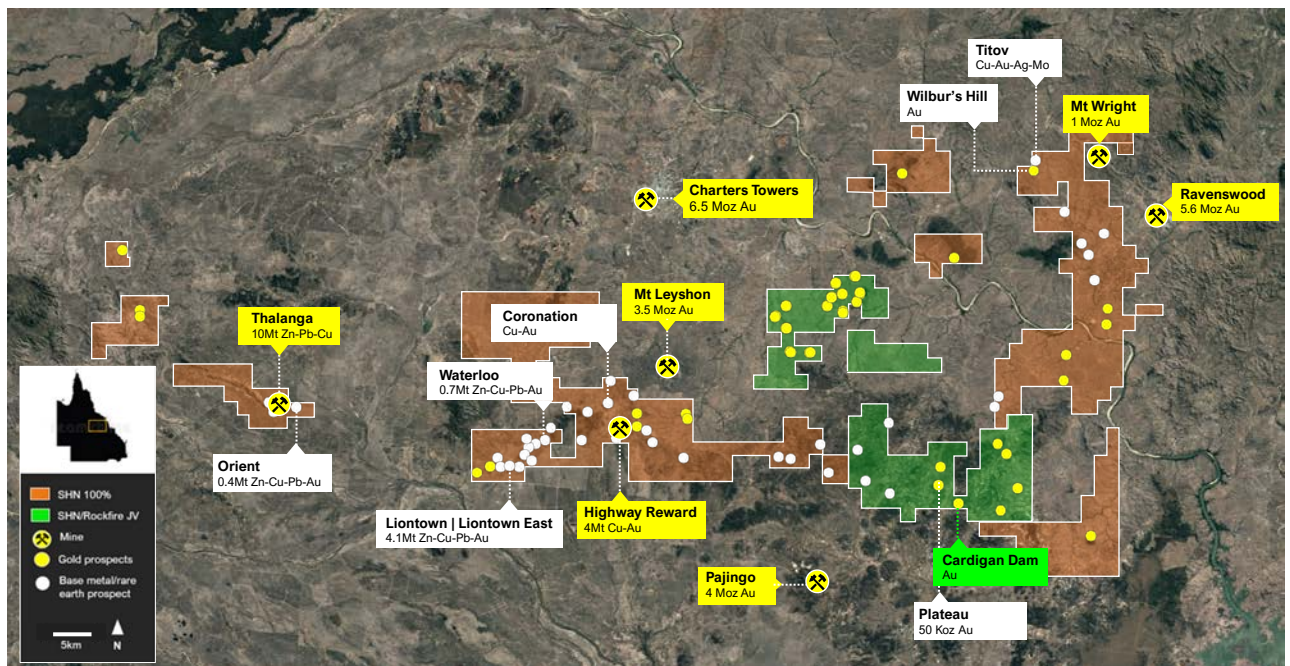 Titov
Cu-Au-Ag-Mo
Wilbur's Hill
Au
Mt Wright
1 Moz Au
Charters Towers
6.5 Moz Au
Ravenswood
5.6 Moz Au
Mt Leyshon
3.5 Moz Au
Thalanga
10Mt Zn-Pb-Cu
Coronation
Cu-Au
Waterloo
0.7Mt Zn-Cu-Pb-Au
Orient
0.4Mt Zn-Cu-Pb-Au
Liontown | Liontown East
4.1Mt Zn-Cu-Pb-Au
Highway Reward
4Mt Cu-Au
Cardigan Dam
Au
Pajingo
4 Moz Au
Plateau
50 Koz Au
SHN 100%
SHN/Rockfire JV
Mine
Gold prospects
Base metal/rare
earth prospect
5km
N